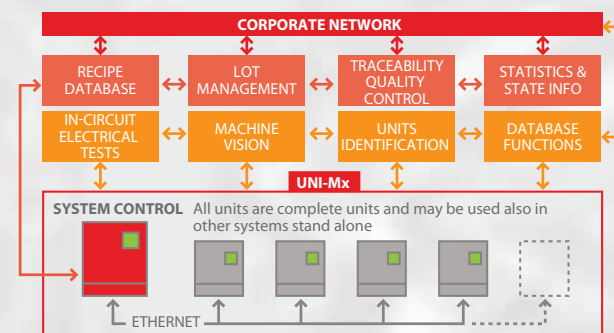 CORPORATE NETWORK
RECIPE
DATABASE
LOT
MANAGEMENT
TRACEABILITY
QUALITY
CONTROL
STATISTICS &
STATE INFO
IN-CIRCUIT
ELECTRICAL
TESTS
MACHINE
VISION
UNITS
IDENTIFICATION
DATABASE
FUNCTIONS
UNI-Mx
SYSTEM CONTROL All units are complete units and may be used also in
other systems stand alone
ETHERNET